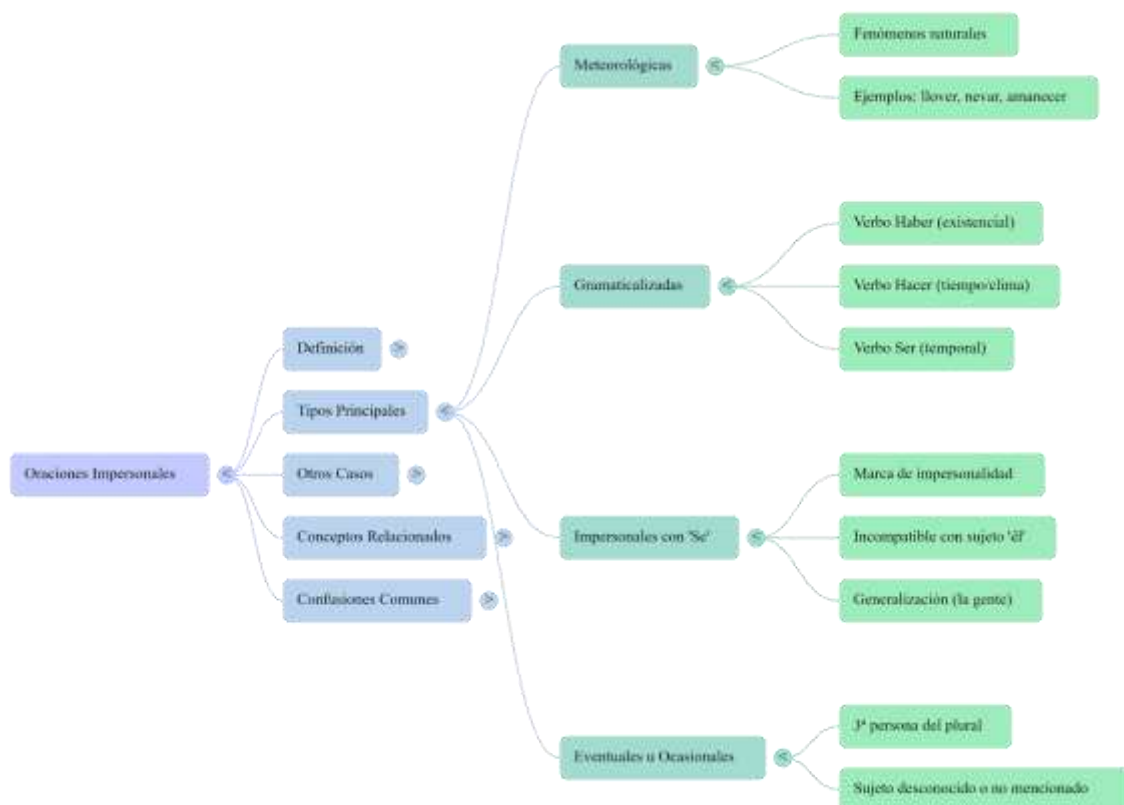 Oraciones Impersonales
Definición
Tipos Principales
Meteorológicas
Fenómenos naturales
Ejemplos: llover, nevar, amanecer
Gramaticalizadas
Verbo Haber (existencial)
Verbo Hacer (tiempo/clima)
Verbo Ser (temporal)
Impersonales con 'Se'
Marca de impersonalidad
Incompatible con sujeto 'él'
Generalización (la gente)
Eventuales u Ocasionales
3ª persona del plural
Sujeto desconocido o no mencionado
Otros Casos
Conceptos Relacionados
Confusiones Comunes